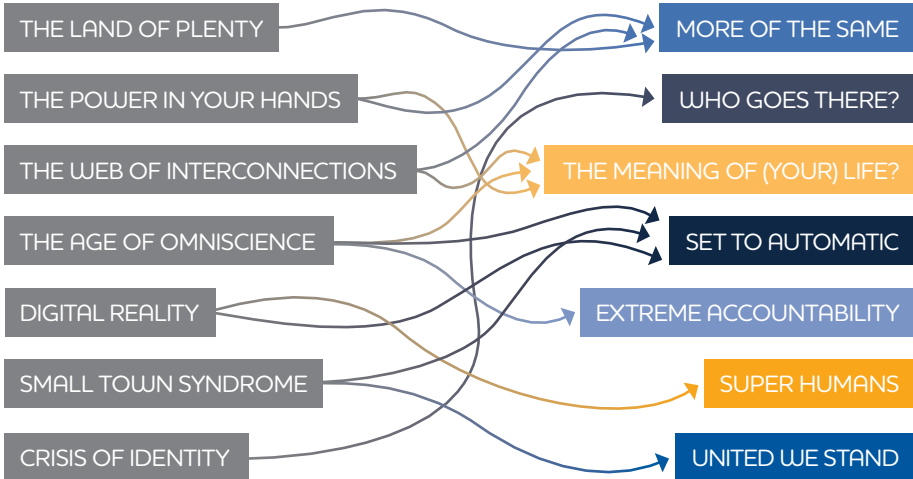 THE LAND OF PLENTY
MORE OF THE SAME
THE POWER IN YOUR HANDS
WHO GOES THERE?
THE WEB OF INTERCONNECTIONS
THE MEANING OF (YOUR) LIFE?
THE AGE OF OMNISCIENCE
SET TO AUTOMATIC
DIGITAL REALITY
EXTREME ACCOUNTABILITY
SMALL TOWN SYNDROME
SUPER HUMANS
CRISIS OF IDENTITY
UNITED WE STAND